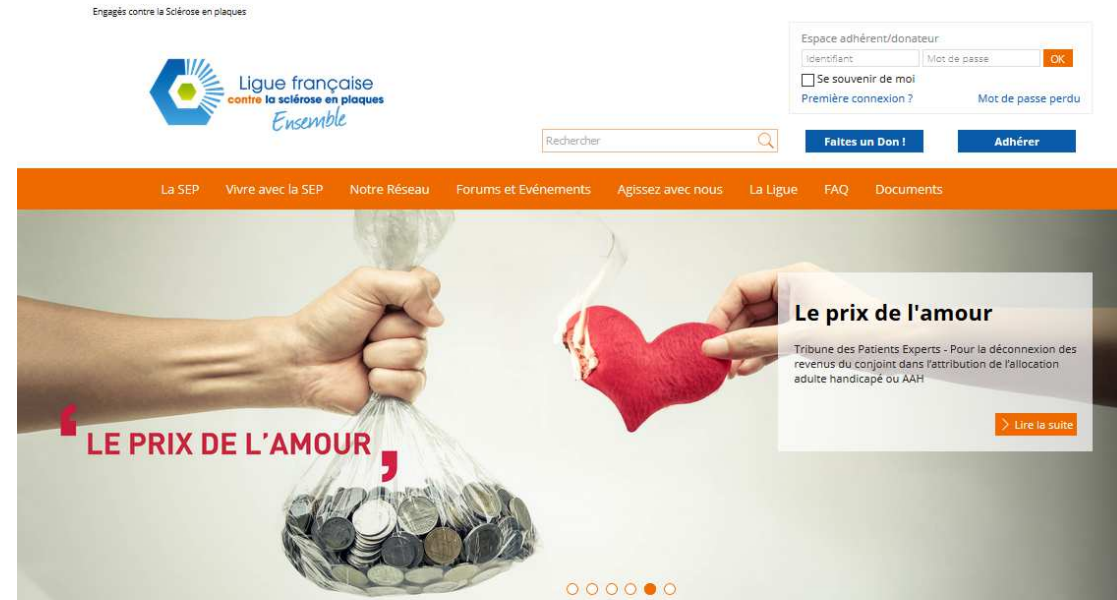 Engagés contre la Sclérose en plaques
Espace adhérent/donateur
Identifiant Mot de passe OK
Se souvenir de moi
Première connexion ? Mot de passe perdu
Ligue française
contre la sclérose en plaques
Ensemble
Rechercher
Faites un Don ! Adhérer
La SEP Vivre avec la SEP Notre Réseau Forums et Evénements Agissez avec nous La Ligue FAQ Documents
Le prix de l'amour
Tribune des Patients Experts - Pour la déconnexion des
revenus du conjoint dans l'attribution de l'allocation
adulte handicapé ou AAH
Lire la suite
‘ LE PRIX DE L’AMOUR ’